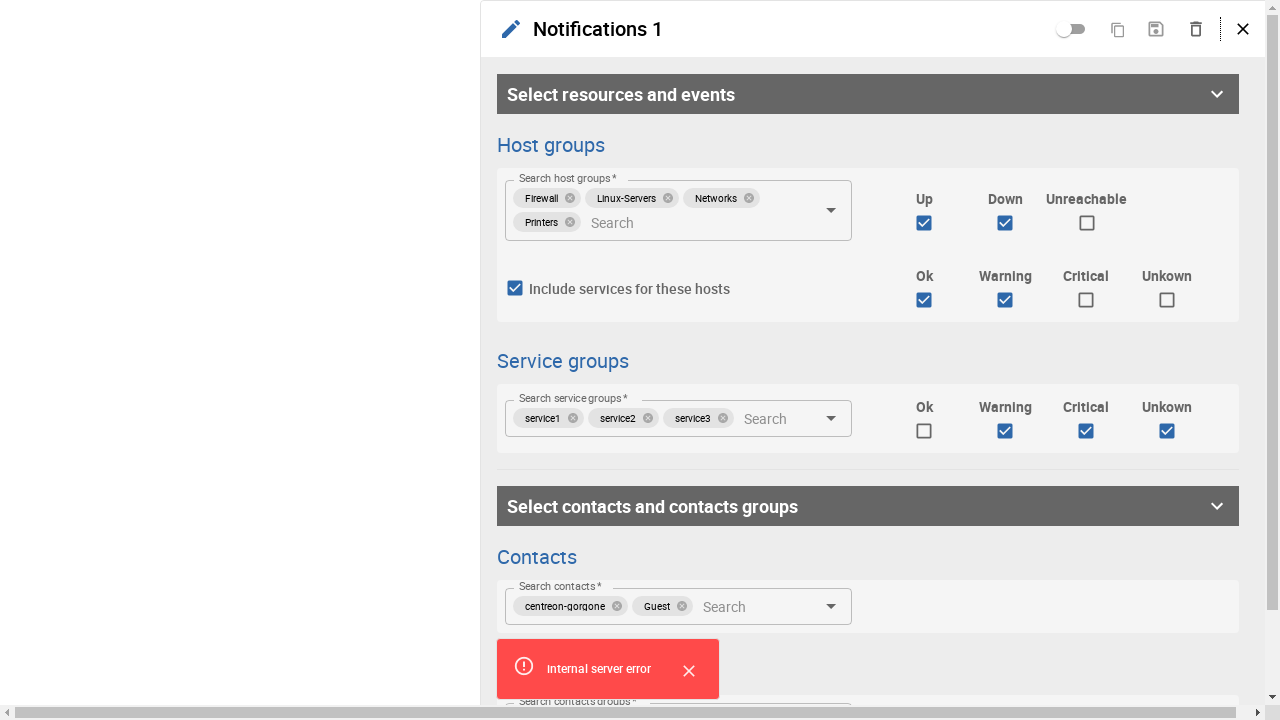 Notifications 1
Select resources and events
Host groups
Search host groups *
Firewall Linux-Servers Networks
Printers Search
Up Down Unreachable
Include services for these hosts
Ok Warning Critical Unkown
Service groups
Search service groups *
service1 service2 service3 Search
Ok Warning Critical Unkown
Select contacts and contacts groups
Contacts
Search contacts *
centreon-gorgone Guest Search
Internal server error
Search contacts groups *